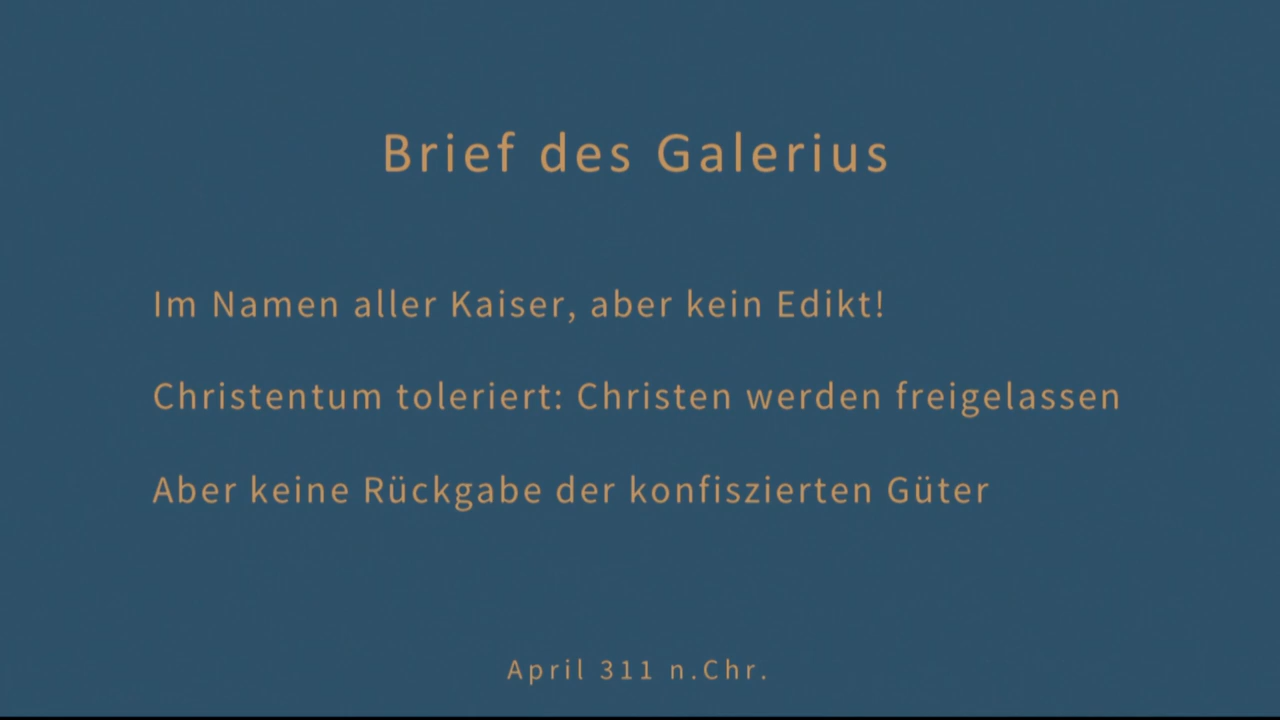 Brief des Galerius
Im Namen aller Kaiser, aber kein Edikt!
Christentum toleriert: Christen werden freigelassen
Aber keine Rückgabe der konfiszierten Güter
April 311 n.Chr.